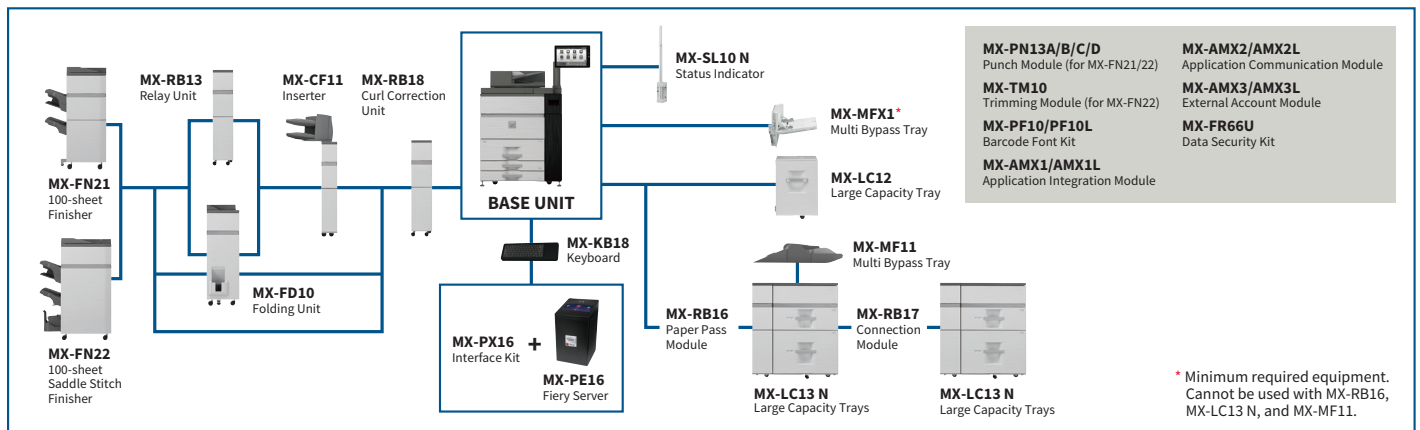 MX-RB13
Relay Unit
MX-CF11
Inserter
MX-RB18
Curl Correction
Unit
MX-FN21
100-sheet
Finisher
MX-FN22
100-sheet
Saddle Stitch
Finisher
MX-FD10
Folding Unit
BASE UNIT
MX-KB18
Keyboard
MX-PX16
Interface Kit
+
MX-PE16
Fiery Server
MX-SL10 N
Status Indicator
MX-MFX1*
Multi Bypass Tray
MX-LC12
Large Capacity Tray
MX-MF11
Multi Bypass Tray
MX-RB16
Paper Pass
Module
MX-RB17
Connection
Module
MX-LC13 N
Large Capacity Trays
MX-LC13 N
Large Capacity Trays
MX-PN13A/B/C/D
Punch Module (for MX-FN21/22)
MX-TM10
Trimming Module (for MX-FN22)
MX-PF10/PF10L
Barcode Font Kit
MX-AMX1/AMX1L
Application Integration Module
MX-AMX2/AMX2L
Application Communication Module
MX-AMX3/AMX3L
External Account Module
MX-FR66U
Data Security Kit
* Minimum required equipment.
Cannot be used with MX-RB16,
MX-LC13 N, and MX-MF11.